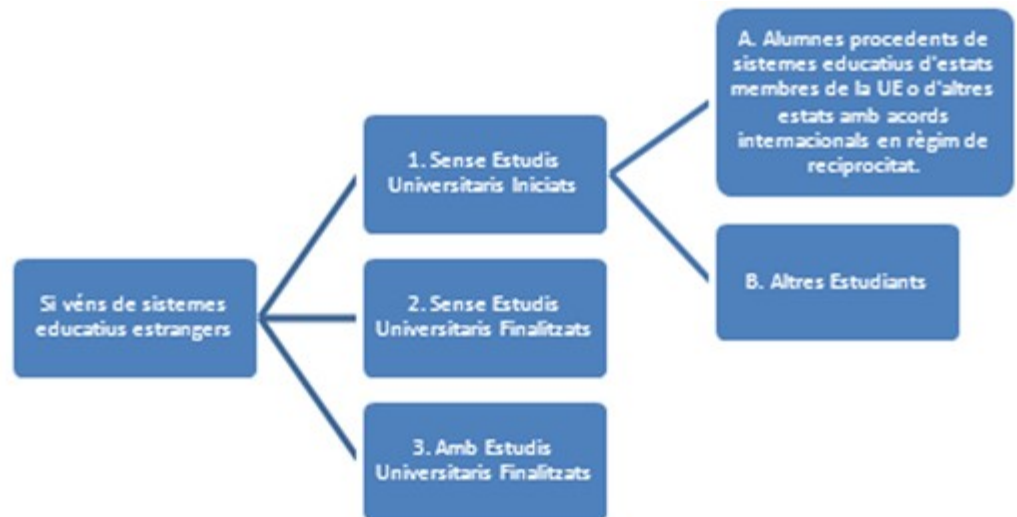 Si véns de sistemes
educatius estrangers
1. Sense Estudis
Universitaris Iniciats
2. Sense Estudis
Universitaris Finalitzats
3. Amb Estudis
Universitaris Finalitzats
A. Alumnes procedents de
sistemes educatius d'estats
membres de la UE o d'altres
estats amb acords
internacionals en règim de
reciprocitat.
B. Altres Estudiants